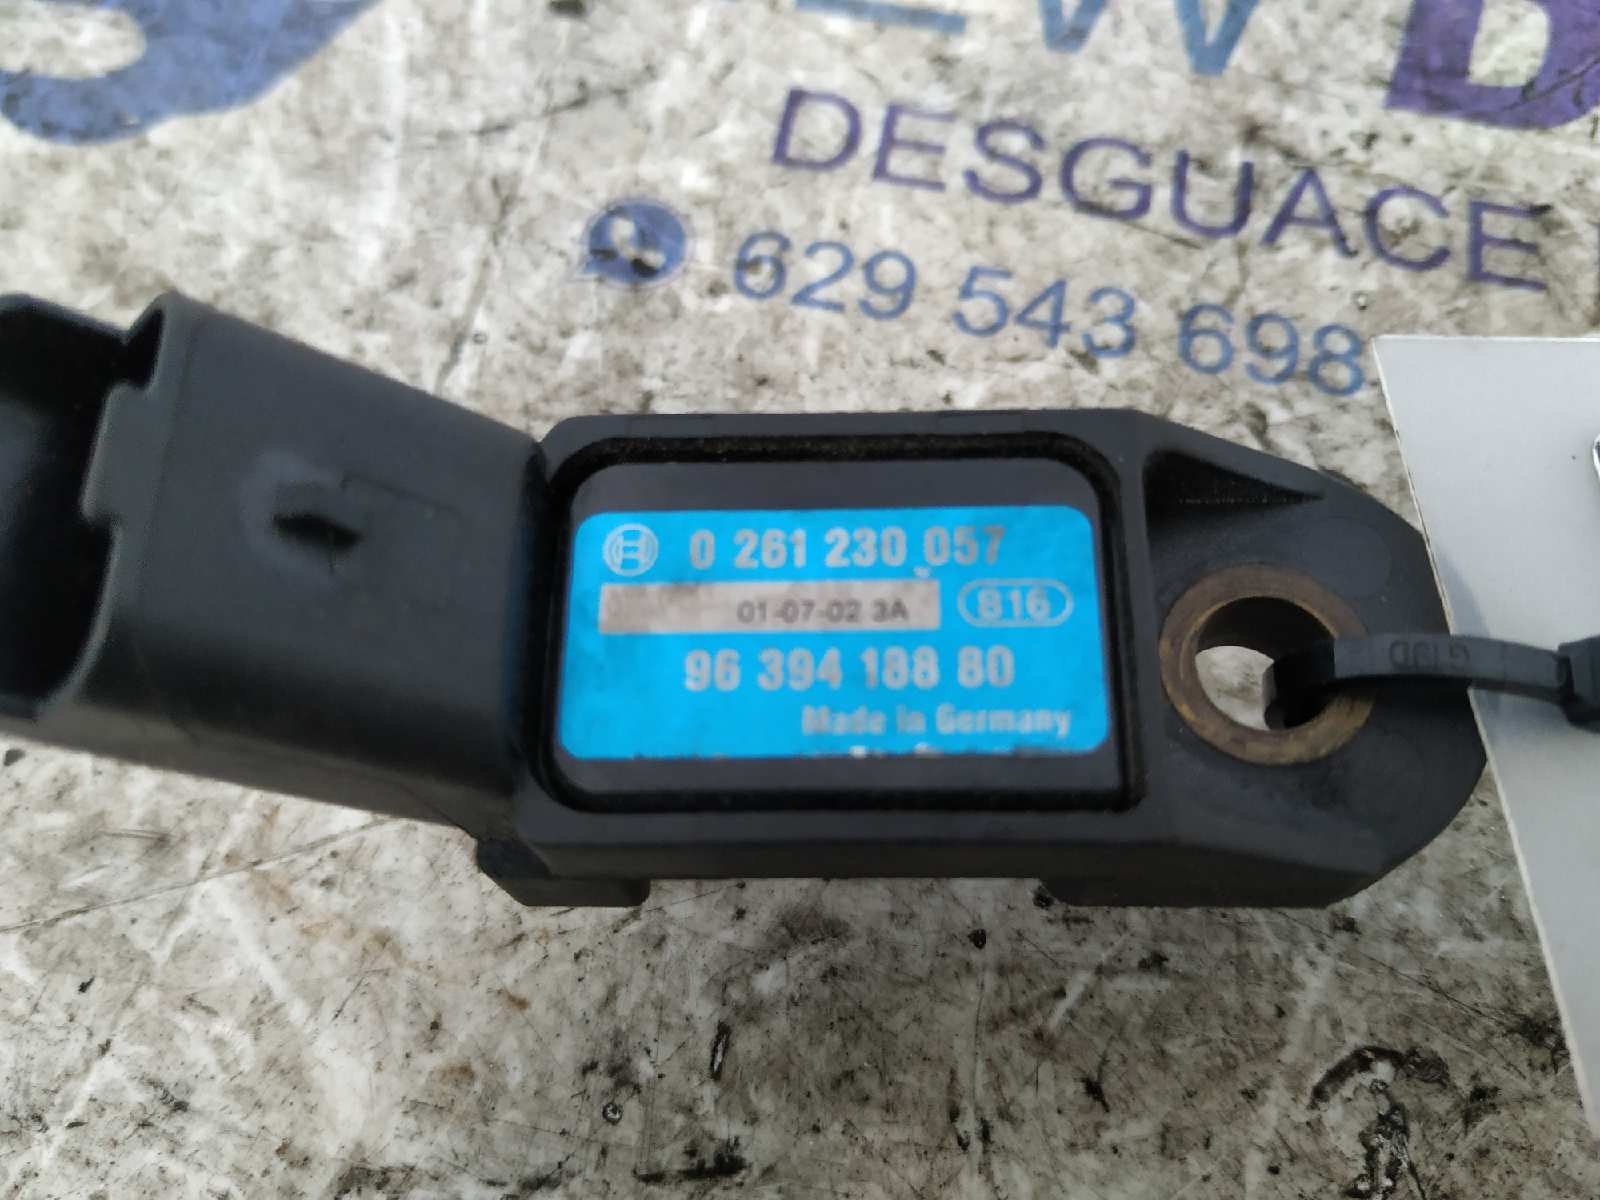 DESGUACE
629 543 698
0 261 230 057
01-07-02 3A
816
96 394 188 80
Made in Germany